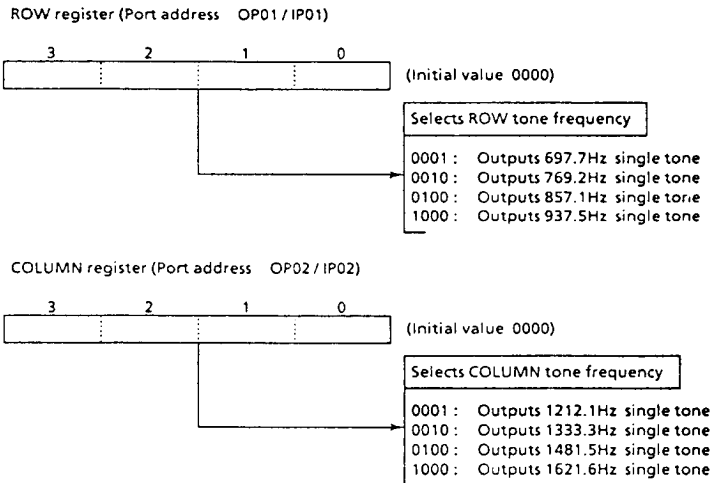 ROW register (Port address OP01 / IP01)
3 2 1 0
(Initial value 0000)
Selects ROW tone frequency
0001 : Outputs 697.7Hz single tone
0010 : Outputs 769.2Hz single tone
0100 : Outputs 857.1Hz single tone
1000 : Outputs 937.5Hz single tone
COLUMN register (Port address OP02 / IP02)
3 2 1 0
(Initial value 0000)
Selects COLUMN tone frequency
0001 : Outputs 1212.1Hz single tone
0010 : Outputs 1333.3Hz single tone
0100 : Outputs 1481.5Hz single tone
1000 : Outputs 1621.6Hz single tone